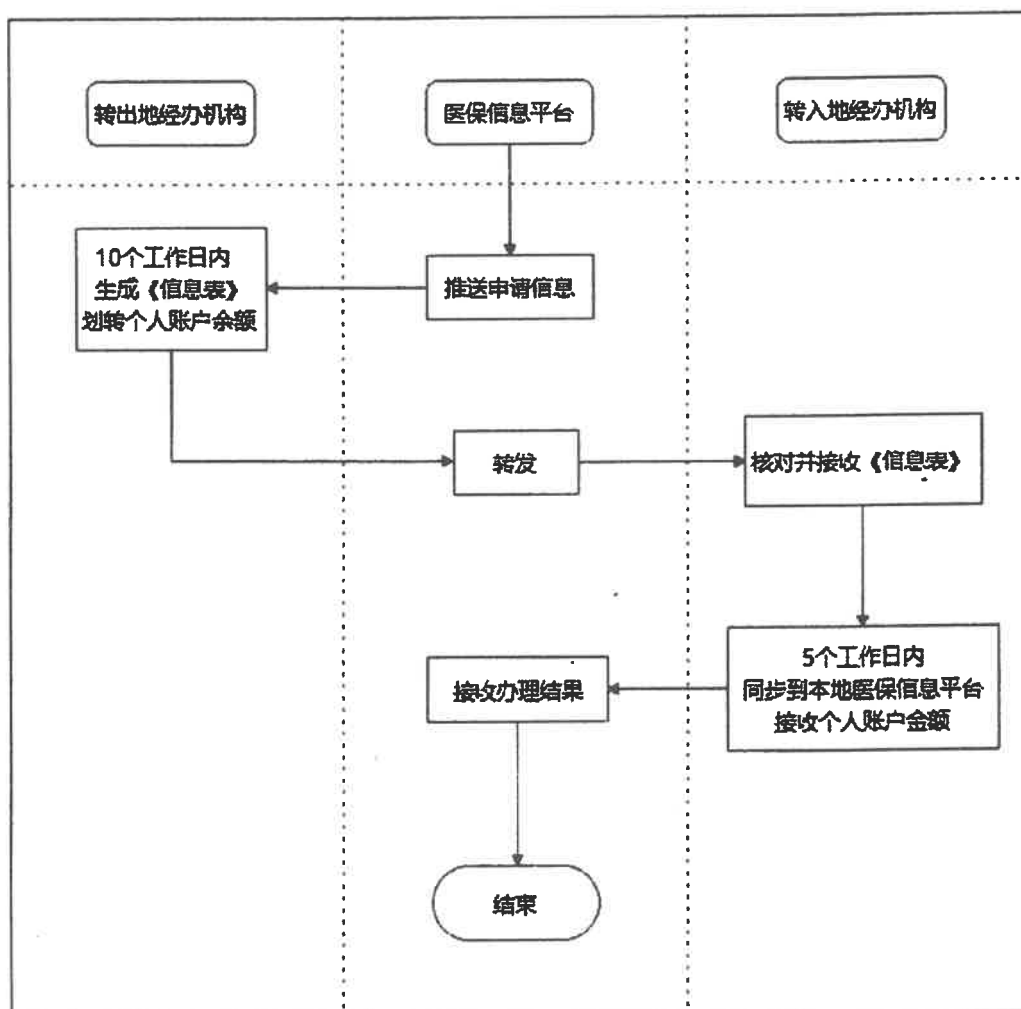 转出地经办机构
医保信息平台
转入地经办机构
10个工作日内
生成《信息表》
划转个人账户余额
推送申请信息
转发
核对并接收《信息表》
5个工作日内
同步到本地医保信息平台
接收个人账户金额
接收办理结果
结束